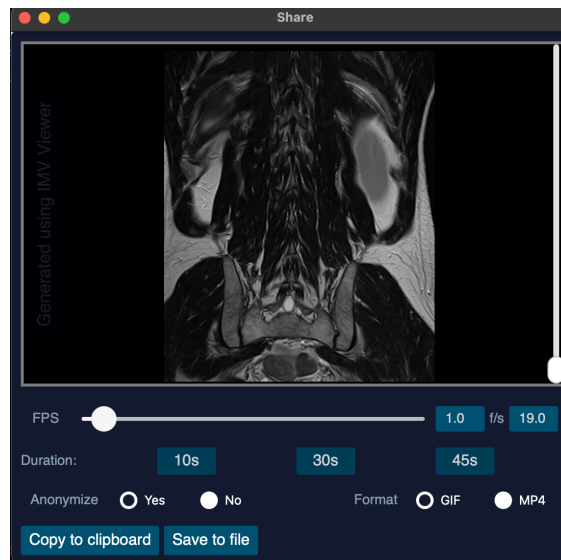 Share
Generated using IMV Viewer
FPS 1.0 f/s 19.0
Duration: 10s 30s 45s
Anonymize Yes No Format GIF MP4
Copy to clipboard Save to file